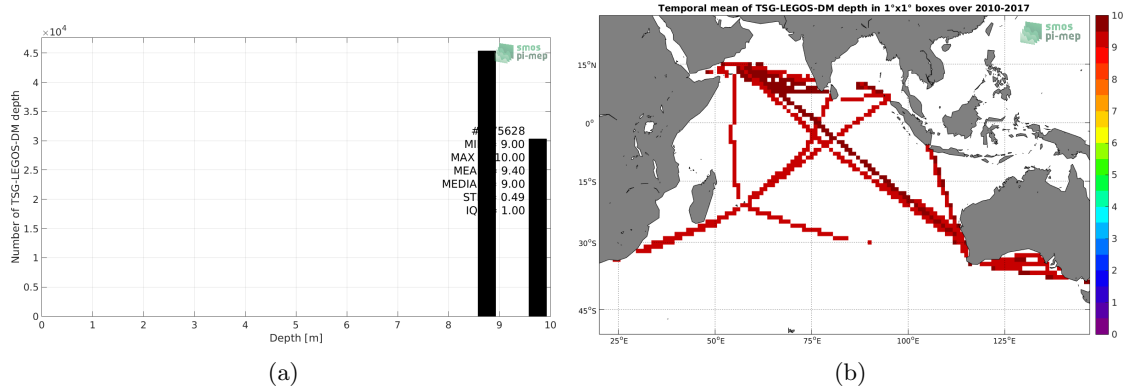 Temporal mean of TSG-LEGOS-DM depth in 1°x1° boxes over 2010-2017
×10⁴
4.5
4
3.5
3
2.5
2
1.5
1
0.5
0
Number of TSG-LEGOS-DM depth
smos
pi-mep
5628
9.00
MAX 10.00
9.40
MEDIA 9.00
0.49
1.00
0 1 2 3 4 5 6 7 8 9 10
Depth [m]
(a)
smos
pi-mep
15°N
0°
15°S
30°S
45°S
25°E 50°E 75°E 100°E 125°E
10
9
8
7
6
5
4
3
2
1
0
(b)